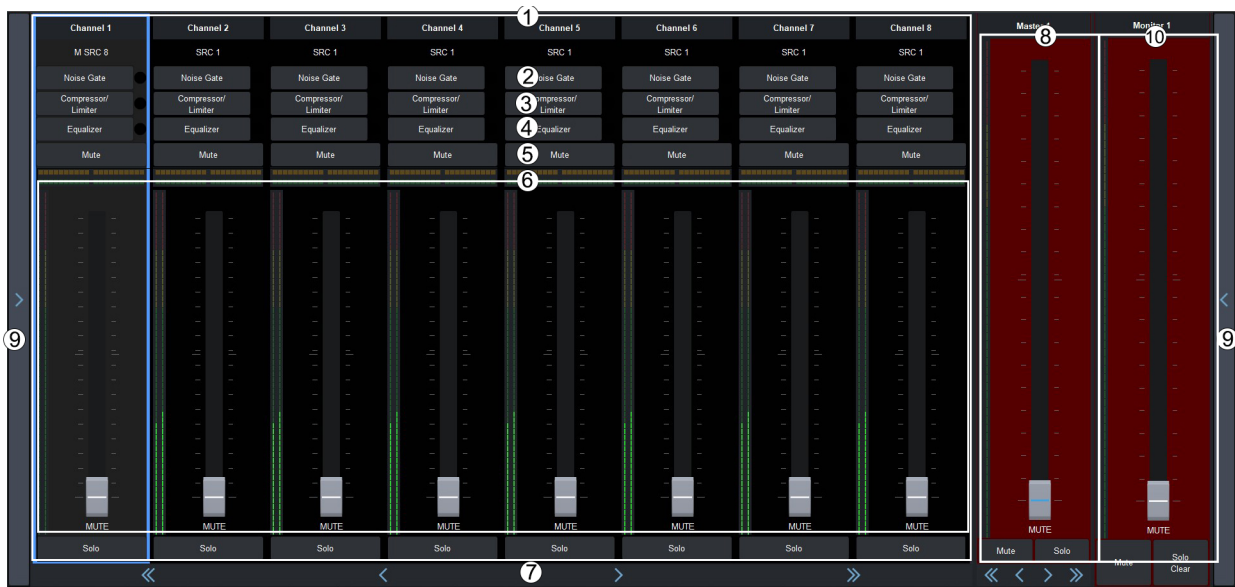 1
Channel 1 Channel 2 Channel 3 Channel 4 Channel 5 Channel 6 Channel 7 Channel 8 Monitor 1
M SRC 8 SRC 1 SRC 1 SRC 1 SRC 1 SRC 1 SRC 1 SRC 1 8 10
Noise Gate Noise Gate Noise Gate Noise Gate 2 Noise Gate Noise Gate Noise Gate Noise Gate
Compressor/ Compressor/ Compressor/ Compressor/ 3 Compressor/ Compressor/ Compressor/ Compressor/
Limiter Limiter Limiter Limiter Limiter Limiter Limiter Limiter
Equalizer Equalizer Equalizer Equalizer 4 Equalizer Equalizer Equalizer Equalizer
Mute Mute Mute Mute 5 Mute Mute Mute Mute
6
9 9
MUTE MUTE MUTE MUTE MUTE MUTE MUTE MUTE MUTE MUTE
Solo Solo Solo Solo Solo Solo Solo Solo Mute Solo Mute Solo
Clear
7